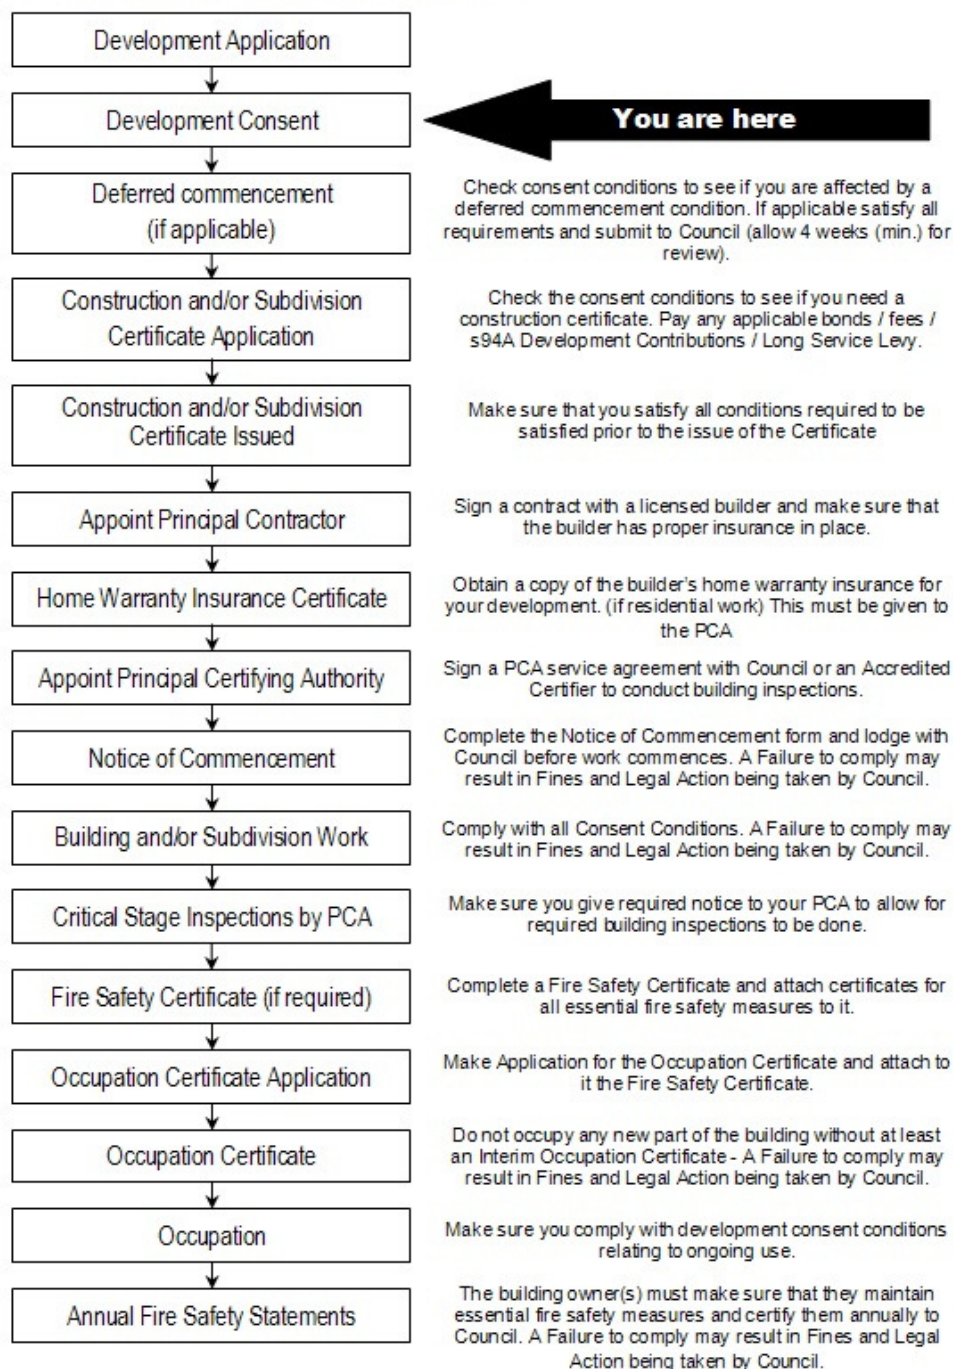 Development Application
Development Consent
You are here
Deferred commencement
(if applicable)
Check consent conditions to see if you are affected by a
deferred commencement condition. If applicable satisfy all
requirements and submit to Council (allow 4 weeks (min.) for
review).
Construction and/or Subdivision
Certificate Application
Check the consent conditions to see if you need a
construction certificate. Pay any applicable bonds / fees /
s94A Development Contributions / Long Service Levy.
Construction and/or Subdivision
Certificate Issued
Make sure that you satisfy all conditions required to be
satisfied prior to the issue of the Certificate
Appoint Principal Contractor
Sign a contract with a licensed builder and make sure that
the builder has proper insurance in place.
Home Warranty Insurance Certificate
Obtain a copy of the builder's home warranty insurance for
your development. (if residential work) This must be given to
the PCA
Appoint Principal Certifying Authority
Sign a PCA service agreement with Council or an Accredited
Certifier to conduct building inspections.
Notice of Commencement
Complete the Notice of Commencement form and lodge with
Council before work commences. A Failure to comply may
result in Fines and Legal Action being taken by Council.
Building and/or Subdivision Work
Comply with all Consent Conditions. A Failure to comply may
result in Fines and Legal Action being taken by Council.
Critical Stage Inspections by PCA
Make sure you give required notice to your PCA to allow for
required building inspections to be done.
Fire Safety Certificate (if required)
Complete a Fire Safety Certificate and attach certificates for
all essential fire safety measures to it.
Occupation Certificate Application
Make Application for the Occupation Certificate and attach to
it the Fire Safety Certificate.
Occupation Certificate
Do not occupy any new part of the building without at least
an Interim Occupation Certificate - A Failure to comply may
result in Fines and Legal Action being taken by Council.
Occupation
Make sure you comply with development consent conditions
relating to ongoing use.
Annual Fire Safety Statements
The building owner(s) must make sure that they maintain
essential fire safety measures and certify them annually to
Council. A Failure to comply may result in Fines and Legal
Action being taken by Council.